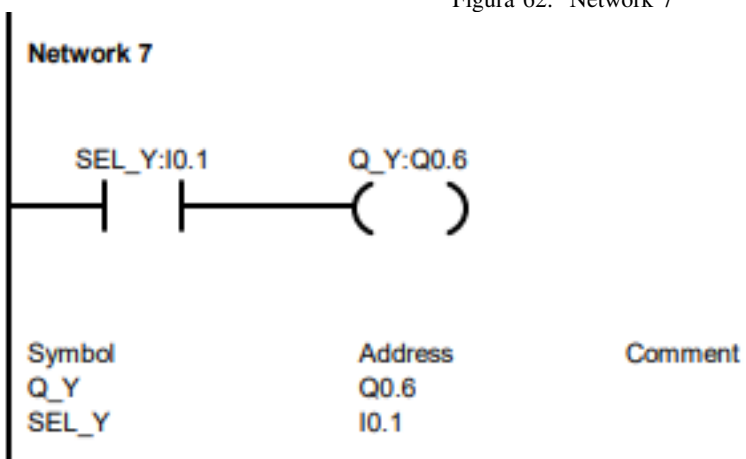 Figura 62. Network 7
Network 7
SEL_Y:I0.1 Q_Y:Q0.6
Symbol Address Comment
Q_Y Q0.6
SEL_Y I0.1